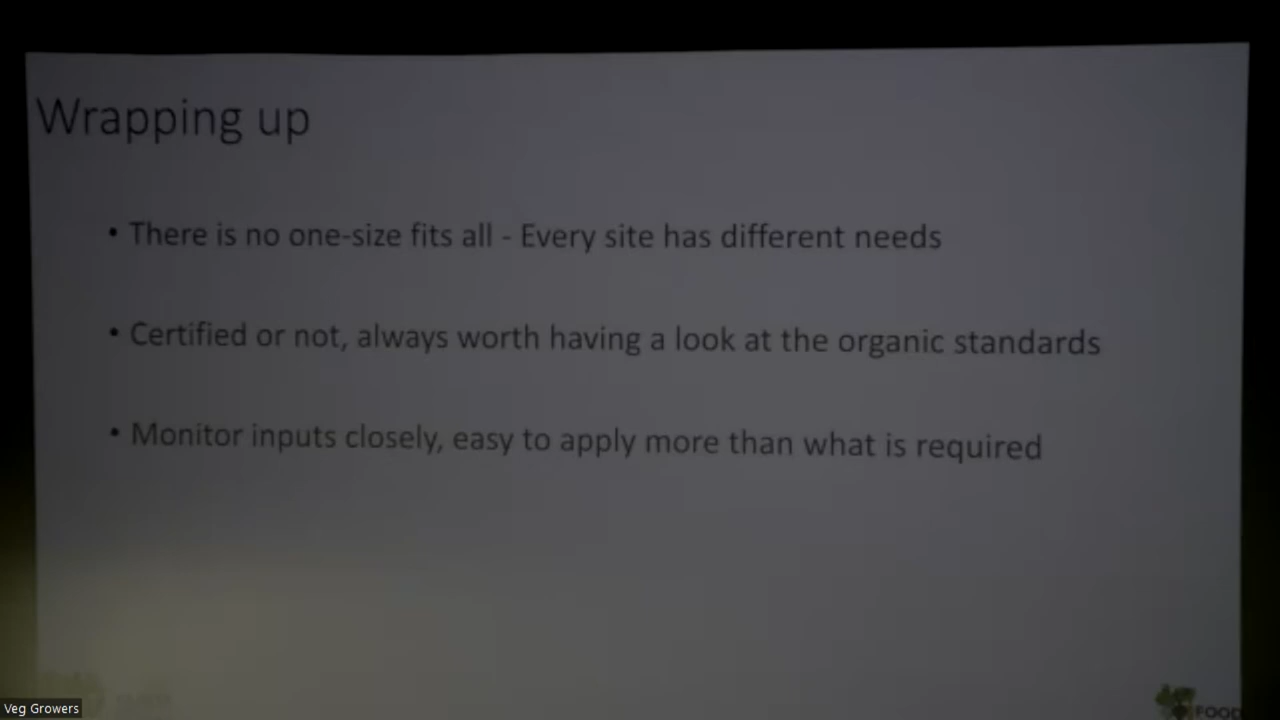 Wrapping up
• There is no one-size fits all - Every site has different needs
• Certified or not, always worth having a look at the organic standards
• Monitor inputs closely, easy to apply more than what is required
Veg Growers
FOOD